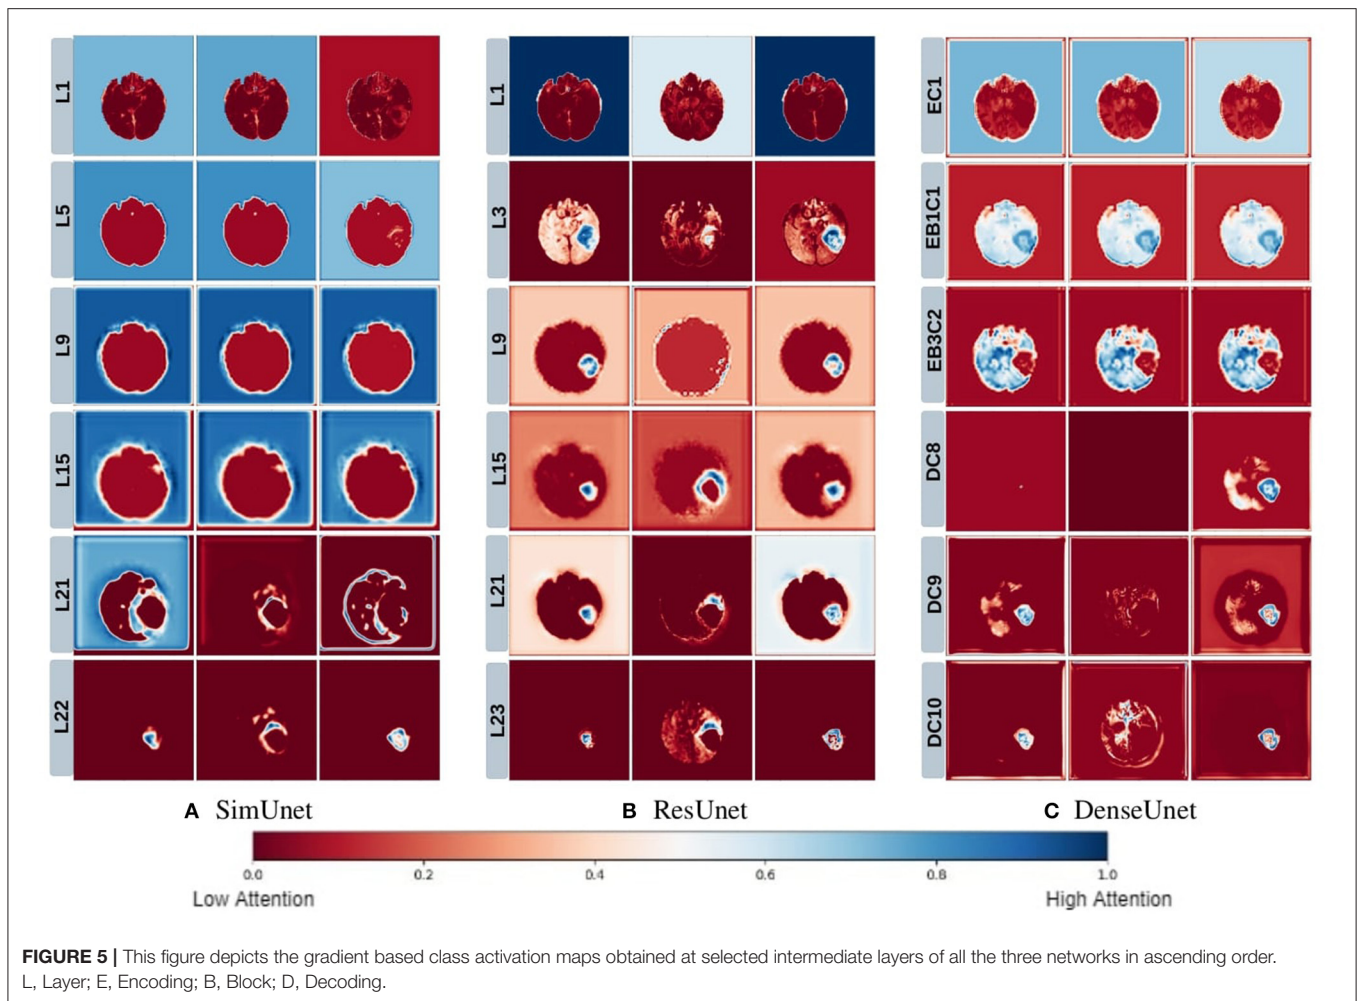 L1
L5
L9
L15
L21
L22
L1
L3
L9
L15
L21
L23
EC1
EB1C1
EB3C2
DC8
DC9
DC10
A SimUnet
B ResUnet
C DenseUnet
0.0 0.2 0.4 0.6 0.8 1.0
Low Attention High Attention
FIGURE 5 | This figure depicts the gradient based class activation maps obtained at selected intermediate layers of all the three networks in ascending order.
L, Layer; E, Encoding; B, Block; D, Decoding.